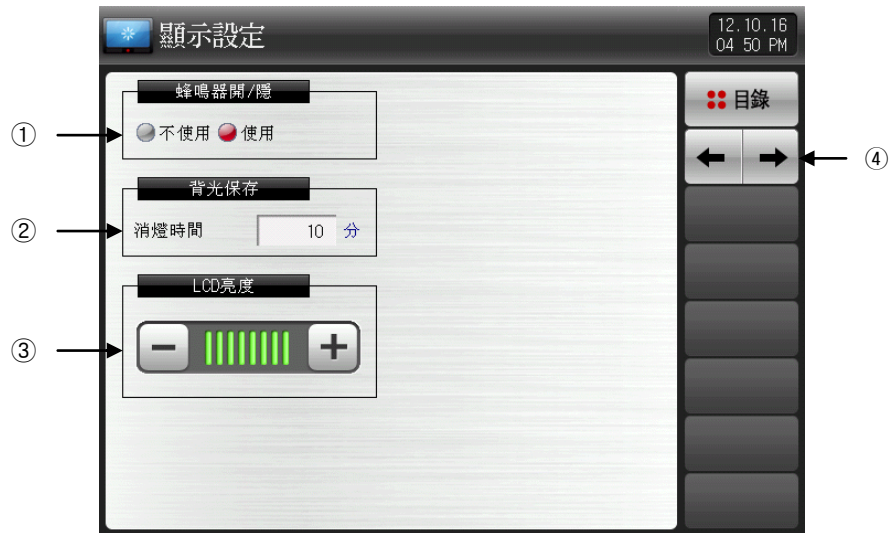 顯示設定
12.10.16
04 50 PM
蜂鳴器開/隱
① 不使用 使用
目錄
④
背光保存
② 消燈時間 10 分
LCD亮度
③